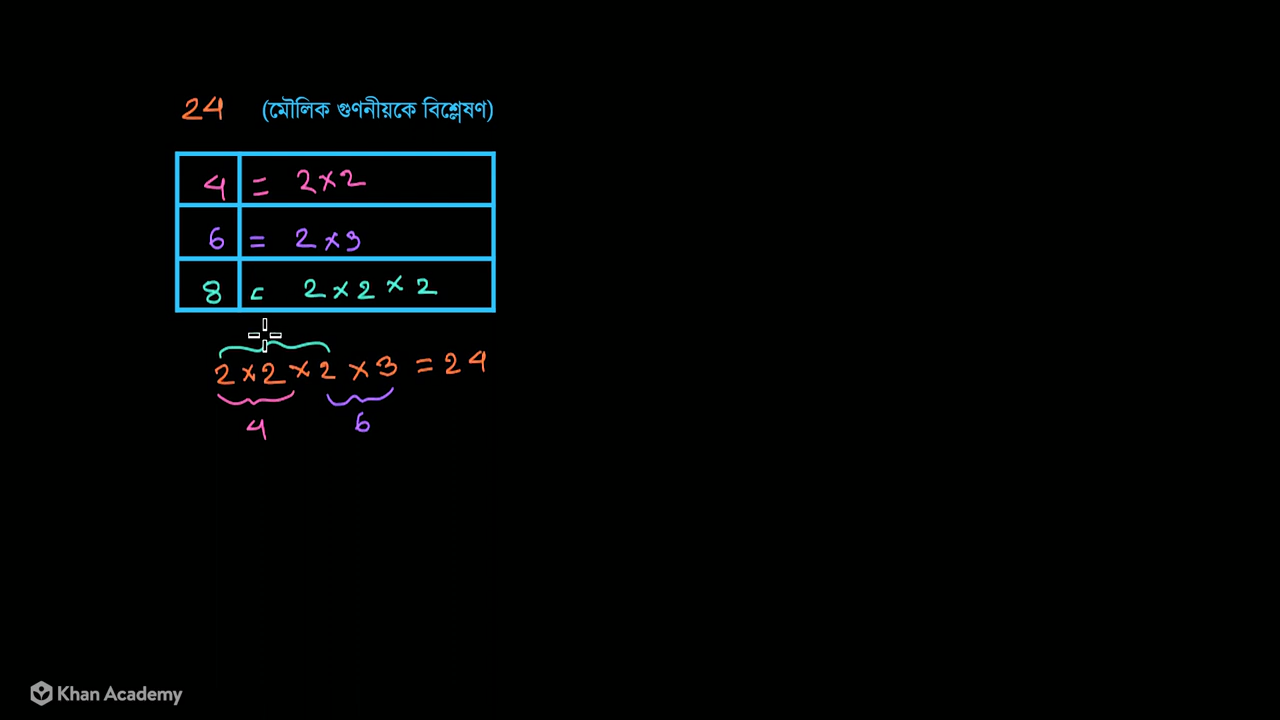 24 (মৌলিক গুণনীয়কে বিশ্লেষণ)
4 = 2×2
6 = 2×3
8 = 2×2×2
2×2×2×3 = 24
4 6
Khan Academy